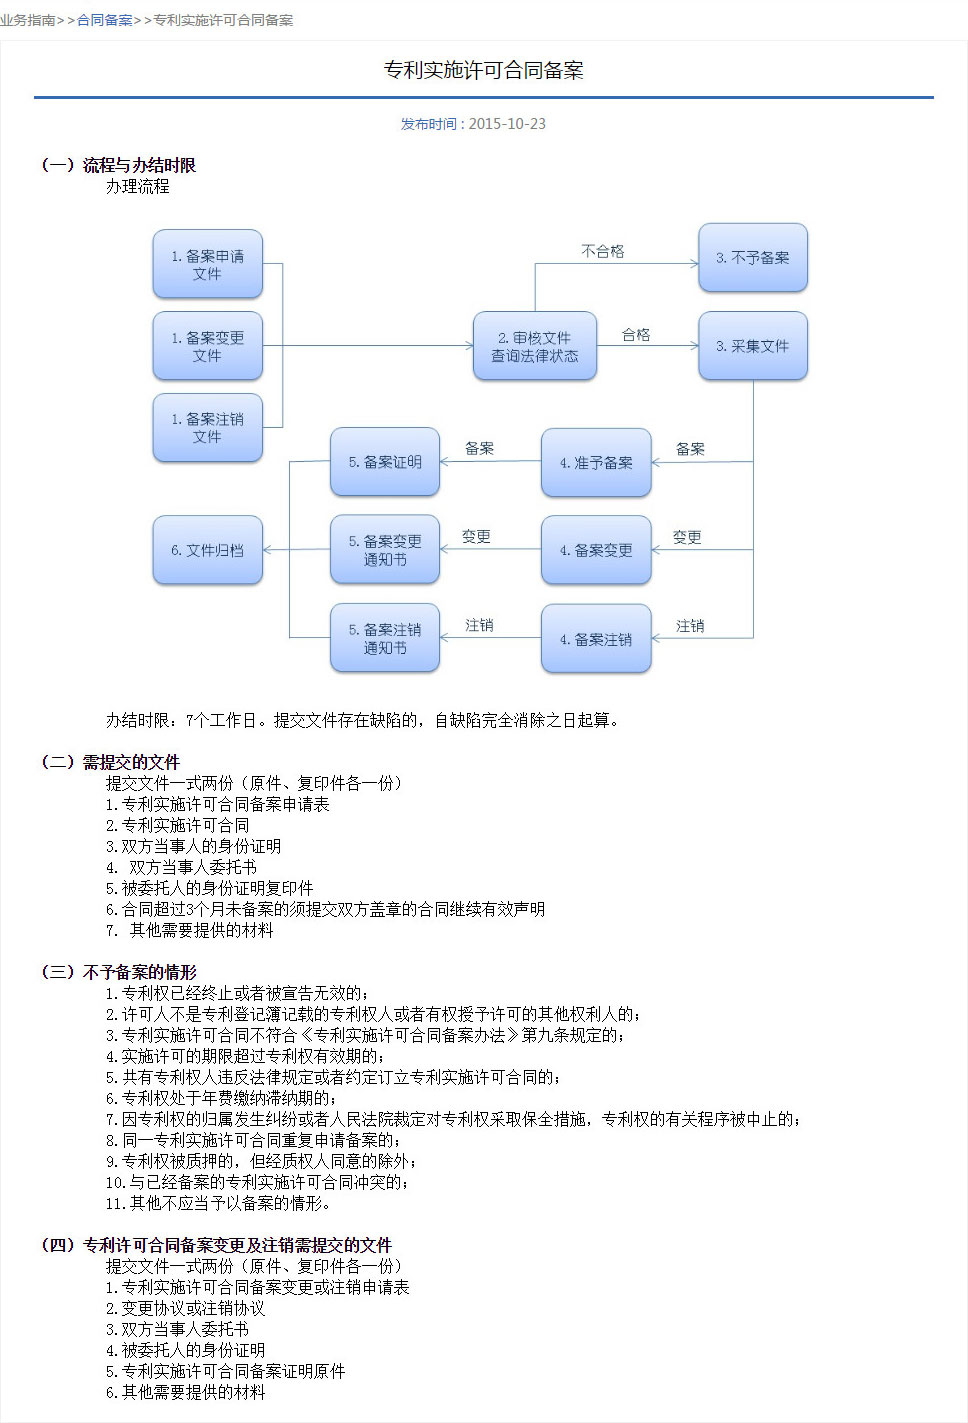 业务指南>>合同备案>>专利实施许可合同备案
专利实施许可合同备案
发布时间：2015-10-23
（一）流程与办结时限
办理流程
1.备案申请
文件
不合格
3.不予备案
1.备案变更
文件
2.审核文件
查询法律状态
合格
3.采集文件
1.备案注销
文件
5.备案证明
备案
4.准予备案
备案
6.文件归档
5.备案变更
通知书
变更
4.备案变更
变更
5.备案注销
通知书
注销
4.备案注销
注销
办结时限：7个工作日。提交文件存在缺陷的，自缺陷完全消除之日起算。
（二）需提交的文件
提交文件一式两份（原件、复印件各一份）
1.专利实施许可合同备案申请表
2.专利实施许可合同
3.双方当事人的身份证明
4. 双方当事人委托书
5.被委托人的身份证明复印件
6.合同超过3个月未备案的须提交双方盖章的合同继续有效声明
7. 其他需要提供的材料
（三）不予备案的情形
1.专利权已经终止或者被宣告无效的；
2.许可人不是专利登记簿记载的专利权人或者有权授予许可的其他权利人的；
3.专利实施许可合同不符合《专利实施许可合同备案办法》第九条规定的；
4.实施许可的期限超过专利权有效期的；
5.共有专利权人违反法律规定或者约定订立专利实施许可合同的；
6.专利权处于年费缴纳滞纳期的；
7.因专利权的归属发生纠纷或者人民法院裁定对专利权采取保全措施，专利权的有关程序被中止的；
8.同一专利实施许可合同重复申请备案的；
9.专利权被质押的，但经质权人同意的除外；
10.与已经备案的专利实施许可合同冲突的；
11.其他不应当予以备案的情形。
（四）专利许可合同备案变更及注销需提交的文件
提交文件一式两份（原件、复印件各一份）
1.专利实施许可合同备案变更或注销申请表
2.变更协议或注销协议
3.双方当事人委托书
4.被委托人的身份证明
5.专利实施许可合同备案证明原件
6.其他需要提供的材料